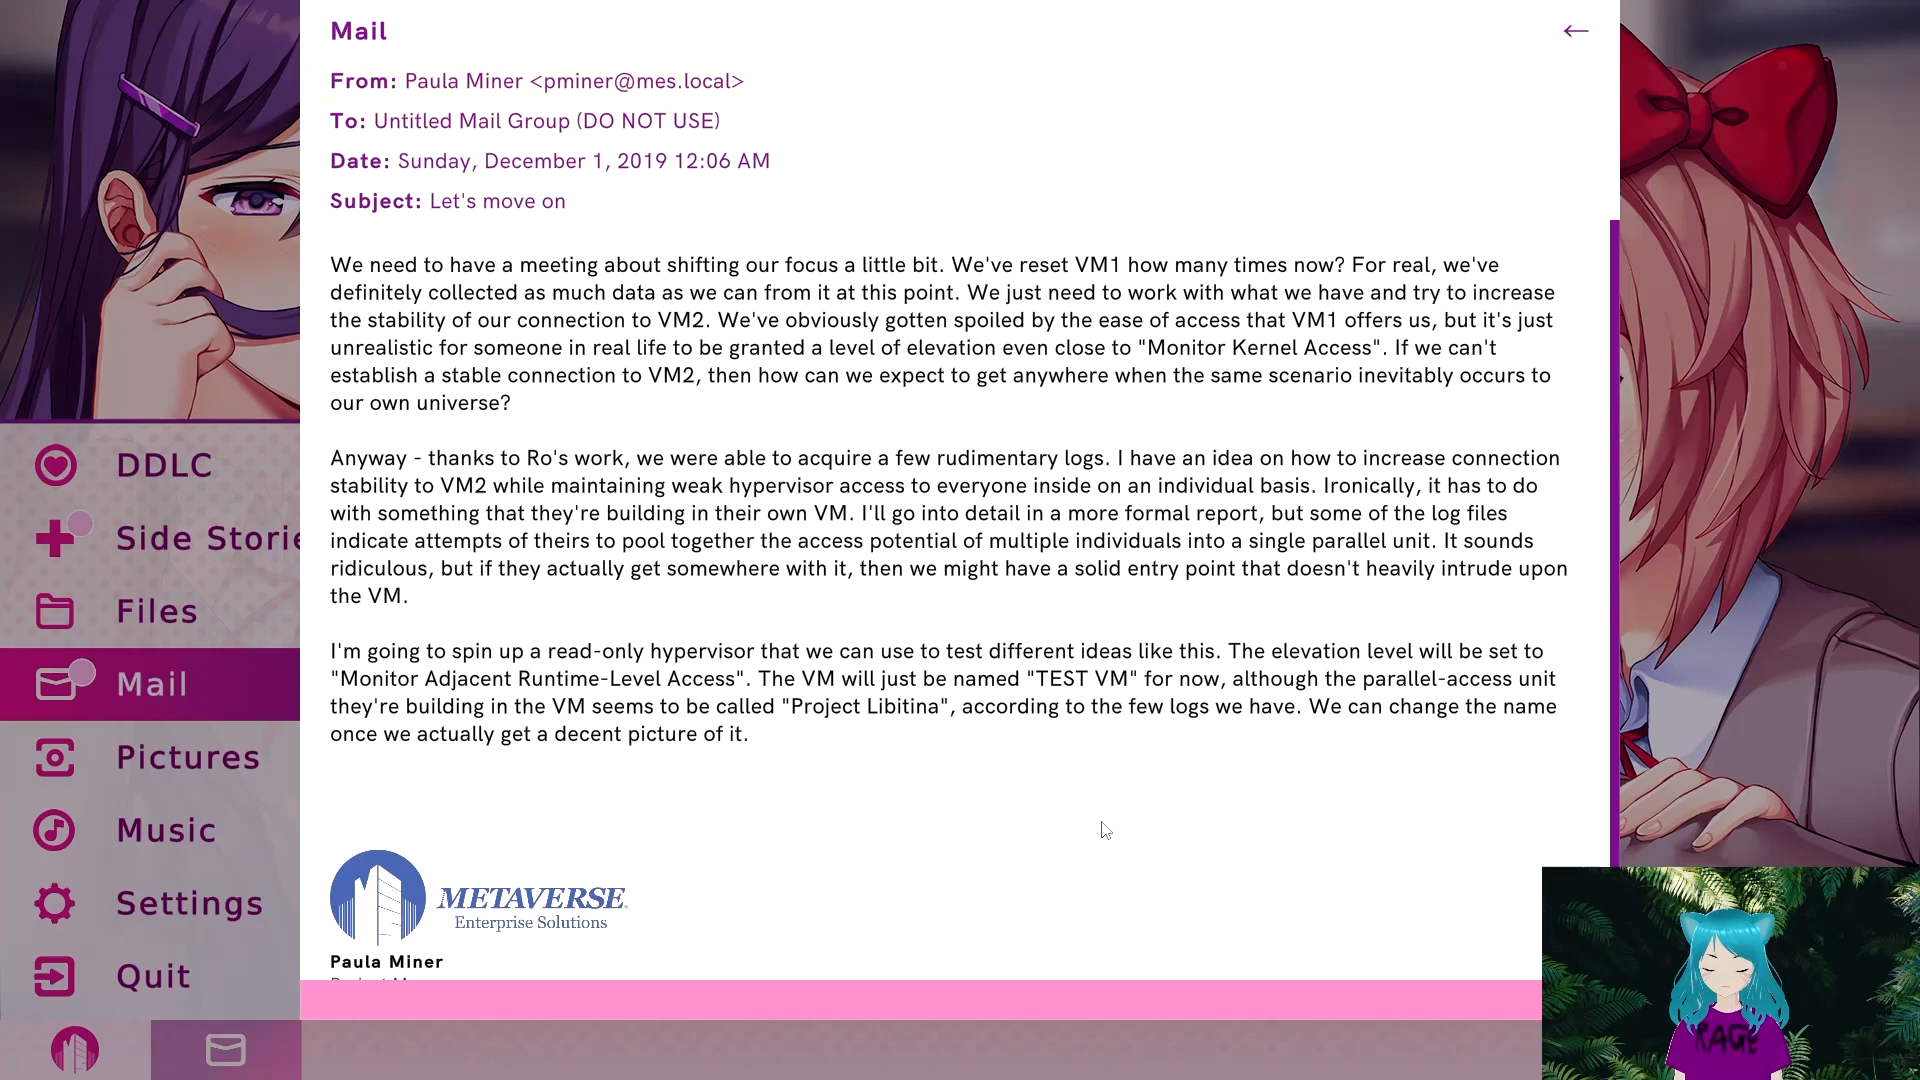 Mail
From: Paula Miner <pminer@mes.local>
To: Untitled Mail Group (DO NOT USE)
Date: Sunday, December 1, 2019 12:06 AM
Subject: Let's move on
We need to have a meeting about shifting our focus a little bit. We've reset VM1 how many times now? For real, we've
definitely collected as much data as we can from it at this point. We just need to work with what we have and try to increase
the stability of our connection to VM2. We've obviously gotten spoiled by the ease of access that VM1 offers us, but it's just
unrealistic for someone in real life to be granted a level of elevation even close to "Monitor Kernel Access". If we can't
establish a stable connection to VM2, then how can we expect to get anywhere when the same scenario inevitably occurs to
our own universe?
Anyway - thanks to Ro's work, we were able to acquire a few rudimentary logs. I have an idea on how to increase connection
stability to VM2 while maintaining weak hypervisor access to everyone inside on an individual basis. Ironically, it has to do
with something that they're building in their own VM. I'll go into detail in a more formal report, but some of the log files
indicate attempts of theirs to pool together the access potential of multiple individuals into a single parallel unit. It sounds
ridiculous, but if they actually get somewhere with it, then we might have a solid entry point that doesn't heavily intrude upon
the VM.
I'm going to spin up a read-only hypervisor that we can use to test different ideas like this. The elevation level will be set to
"Monitor Adjacent Runtime-Level Access". The VM will just be named "TEST VM" for now, although the parallel-access unit
they're building in the VM seems to be called "Project Libitina", according to the few logs we have. We can change the name
once we actually get a decent picture of it.
METAVERSE
Enterprise Solutions
Paula Miner
DDLC
Side Storie
Files
Mail
Pictures
Music
Settings
Quit
RAGE